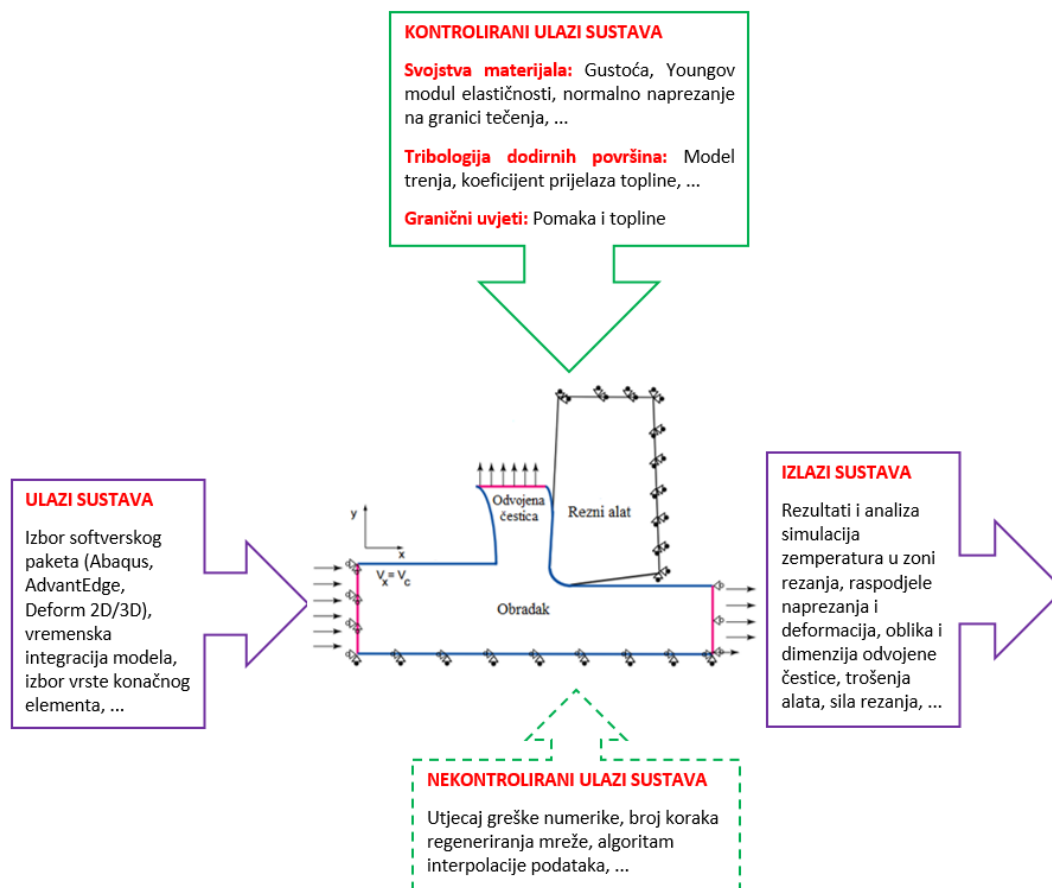 KONTROLIRANI ULAZI SUSTAVA
Svojstva materijala: Gustoća, Youngov
modul elastičnosti, normalno naprezanje
na granici tečenja, ...
Tribologija dodirnih površina: Model
trenja, koeficijent prijelaza topline, ...
Granični uvjeti: Pomaka i topline
ULAZI SUSTAVA
Izbor softverskog
paketa (Abaqus,
AdvantEdge,
Deform 2D/3D),
vremenska
integracija modela,
izbor vrste konačnog
elementa, ...
y
x
Vx = Vc
Odvojena
čestica
Rezni alat
Obradak
IZLAZI SUSTAVA
Rezultati i analiza
simulacija
zemperatura u zoni
rezanja, raspodjele
naprezanja i
deformacija, oblika i
dimenzija odvojene
čestice, trošenja
alata, sila rezanja, ...
NEKONTROLIRANI ULAZI SUSTAVA
Utjecaj greške numerike, broj koraka
regeneriranja mreže, algoritam
interpolacije podataka, ...